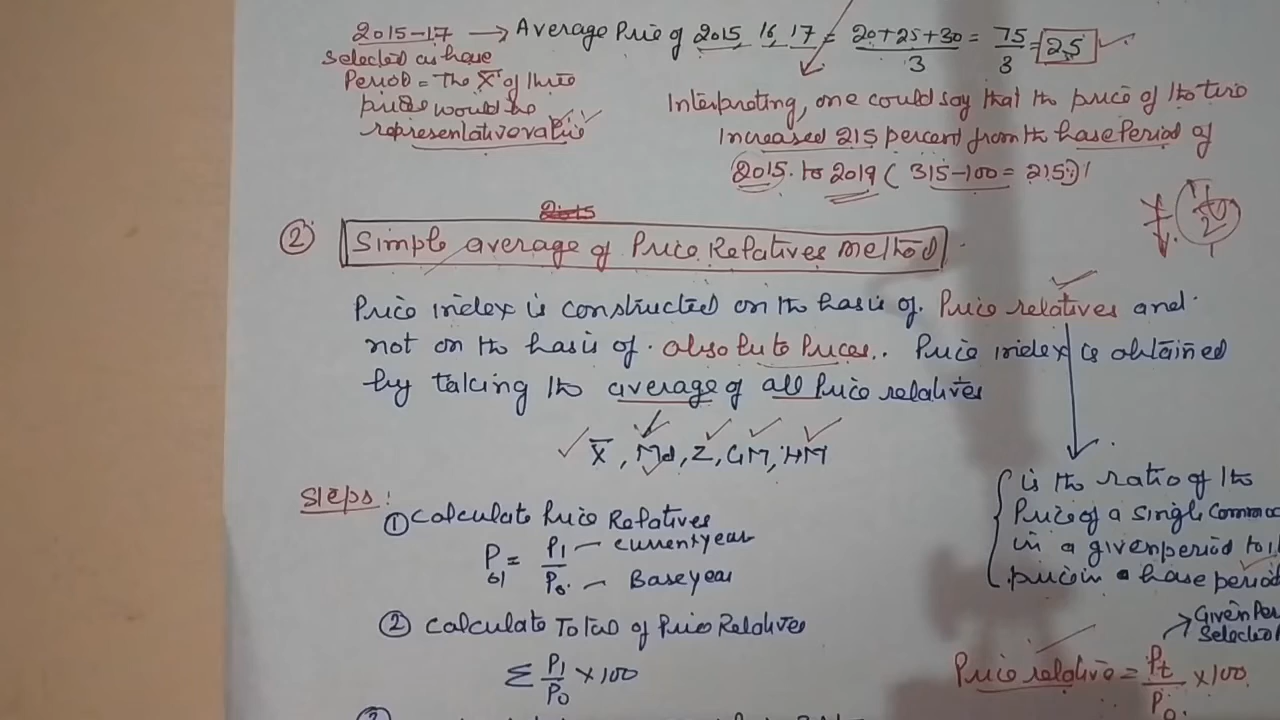 2015-17 → Average Price of 2015, 16, 17 = 20+25+30/3 = 75/3 = 25
Selected as base
Period = The X̄ of three
prices would be
representative value
Interpreting, one could say that the price of the two
Increased 215 percent from the base Period of
2015 to 2019 (315-100 = 215%)
2015
② Simple average of Price Relatives method
Price index is constructed on the basis of Price relatives and
not on the basis of absolute Prices. Price index is obtained
by taking the average of all Price relatives
X̄, Md, Z, GM, HM
Steps:
① Calculate Price Relatives
P01 = P1/P0 – current year
– Base year
② Calculate Total of Price Relatives
Σ P1/P0 × 100
is the ratio of the
Price of a single Commo
in a given period to i
price in a base period
Given Per
Selected
Price relative = Pt/P0 × 100